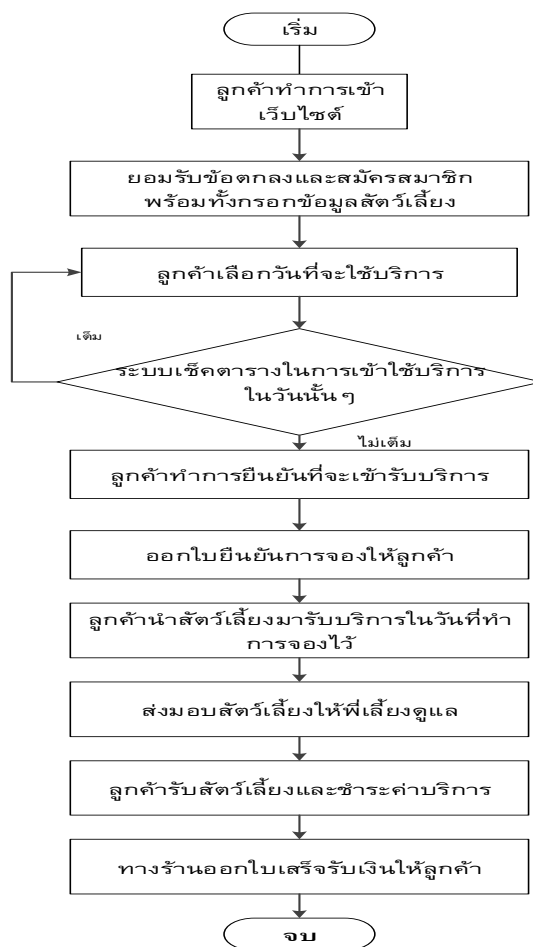 เริ่ม
ลูกค้าทำการเข้า
เว็บไซต์
ยอมรับข้อตกลงและสมัครสมาชิก
พร้อมทั้งกรอกข้อมูลสัตว์เลี้ยง
ลูกค้าเลือกวันที่จะใช้บริการ
เต็ม
ระบบเช็คตารางในการเข้าใช้บริการ
ในวันนั้น ๆ
ไม่เต็ม
ลูกค้าทำการยืนยันที่จะเข้ารับบริการ
ออกใบยืนยันการจองให้ลูกค้า
ลูกค้านำสัตว์เลี้ยงมารับบริการในวันที่ทำ
การจองไว้
ส่งมอบสัตว์เลี้ยงให้พี่เลี้ยงดูแล
ลูกค้ารับสัตว์เลี้ยงและชำระค่าบริการ
ทางร้านออกใบเสร็จรับเงินให้ลูกค้า
จบ